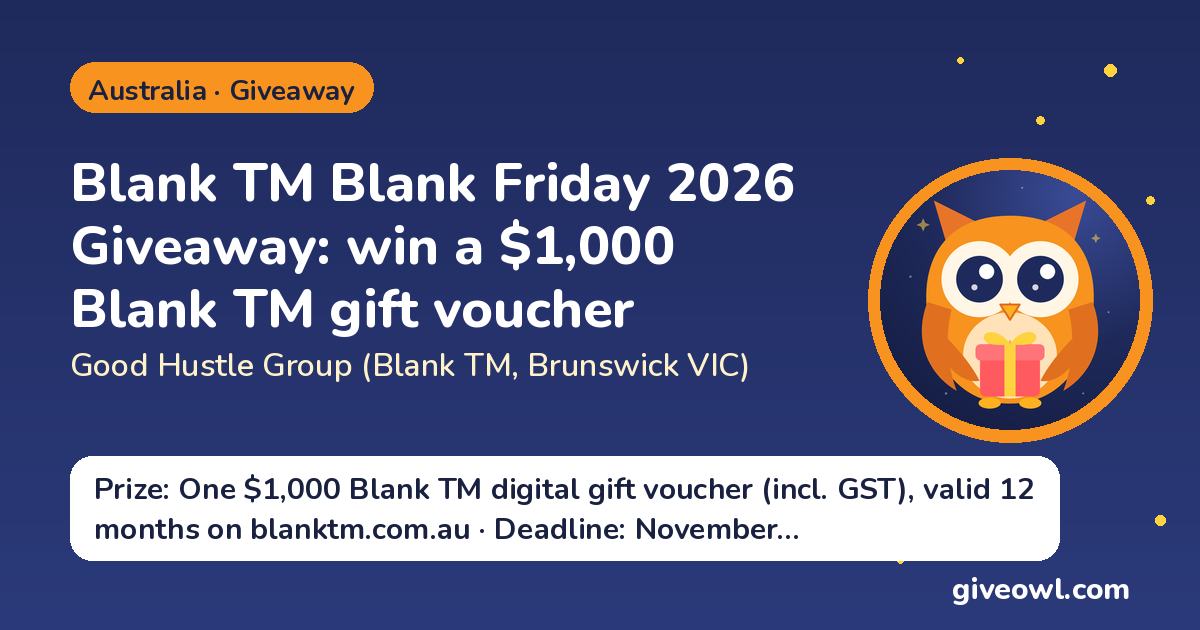 Australia · Giveaway
Blank TM Blank Friday 2026
Giveaway: win a $1,000
Blank TM gift voucher
Good Hustle Group (Blank TM, Brunswick VIC)
Prize: One $1,000 Blank TM digital gift voucher (incl. GST), valid 12
months on blanktm.com.au · Deadline: November...
giveowl.com